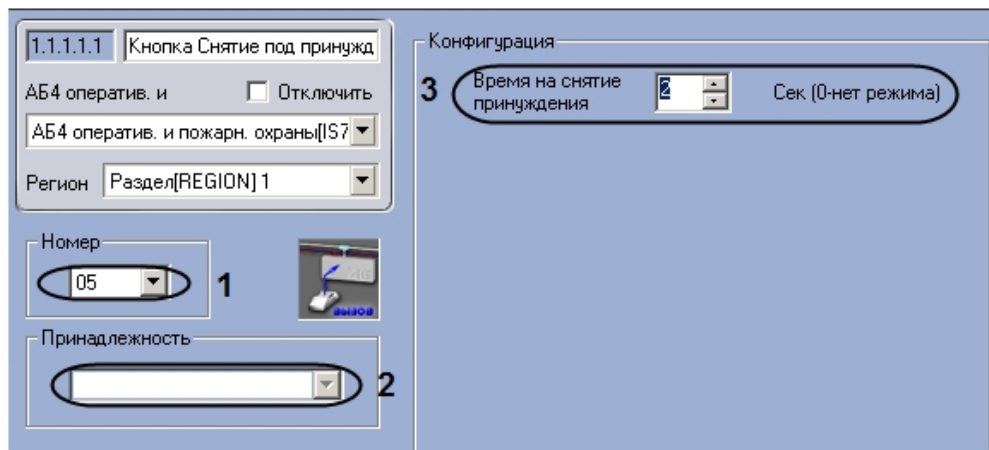 1.1.1.1.1 Кнопка Снятие под принужд
АБ4 оператив. и Отключить
АБ4 оператив. и пожарн. охраны[IS7
Регион Раздел[REGION] 1
Номер
05
1
вызов
Принадлежность
2
Конфигурация
3
Время на снятие
принуждения
2
Сек (0-нет режима)